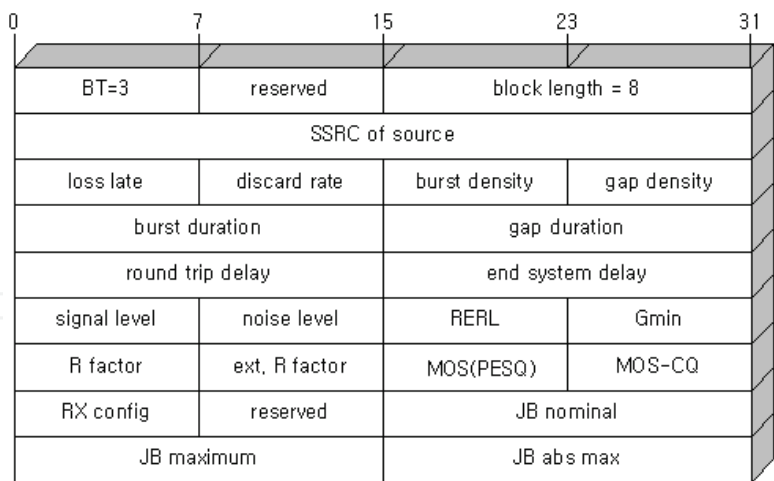 0 7 15 23 31
BT=3 reserved block length = 8
SSRC of source
loss late discard rate burst density gap density
burst duration gap duration
round trip delay end system delay
signal level noise level RERL Gmin
R factor ext, R factor MOS(PESQ) MOS-CQ
RX config reserved JB nominal
JB maximum JB abs max